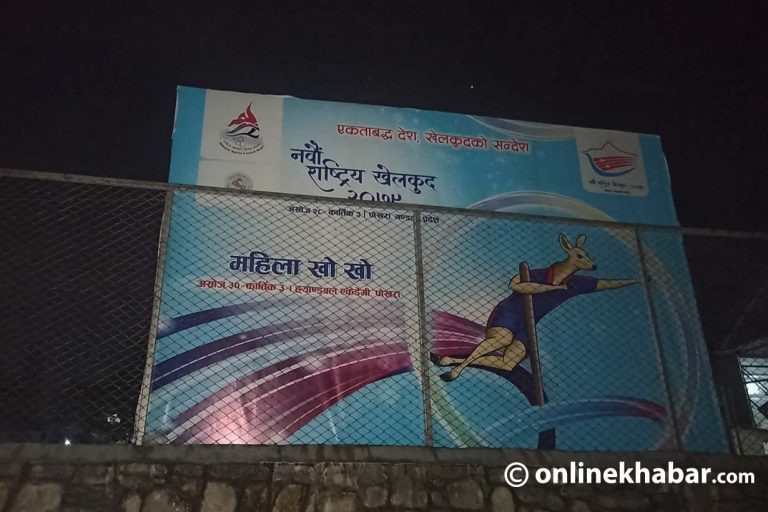 एकताबद्ध देश, खेलकुदको सन्देश
नवौं
राष्ट्रिय खेलकुद
२०७९
असोज २८- कार्तिक ३ | पोखरा, गण्डकी प्रदेश
महिला खो खो
असोज ३०- कार्तिक ३ । ह्याण्डबल एकेडेमी, पोखरा
© onlinekhabar.com